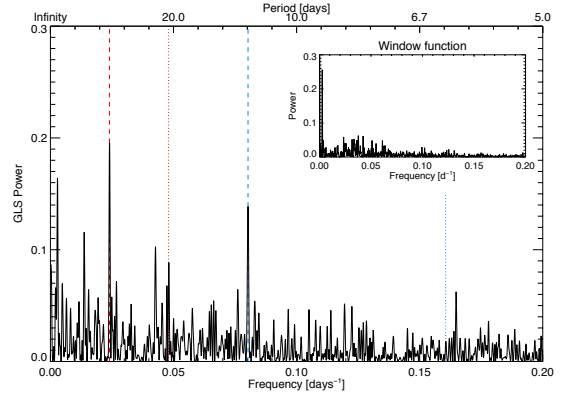 Period [days]
Infinity 20.0 10.0 6.7 5.0
0.3
Window function
0.3
0.2
Power
0.1
0.0
0.00 0.05 0.10 0.15 0.20
Frequency [d⁻¹]
0.2
GLS Power
0.1
0.0
0.00 0.05 0.10 0.15 0.20
Frequency [days⁻¹]